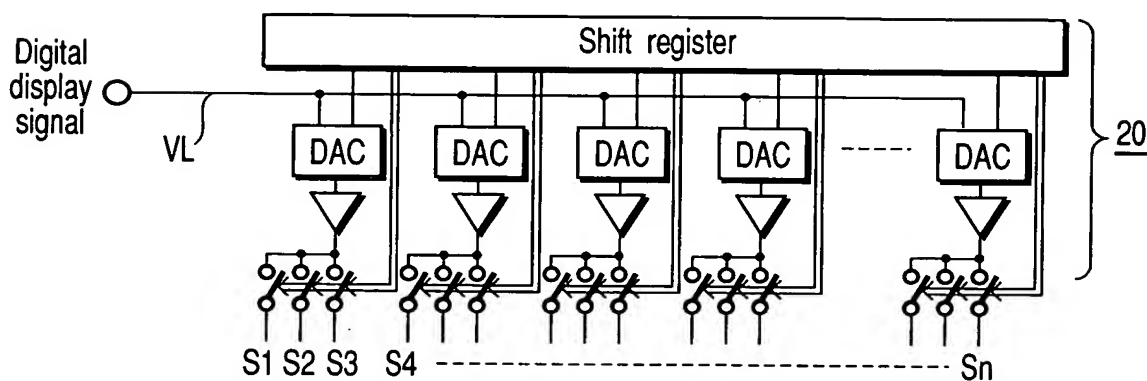 Shift register
Digital
display
signal
VL
20
DAC DAC DAC DAC DAC
S1 S2 S3 S4 Sn